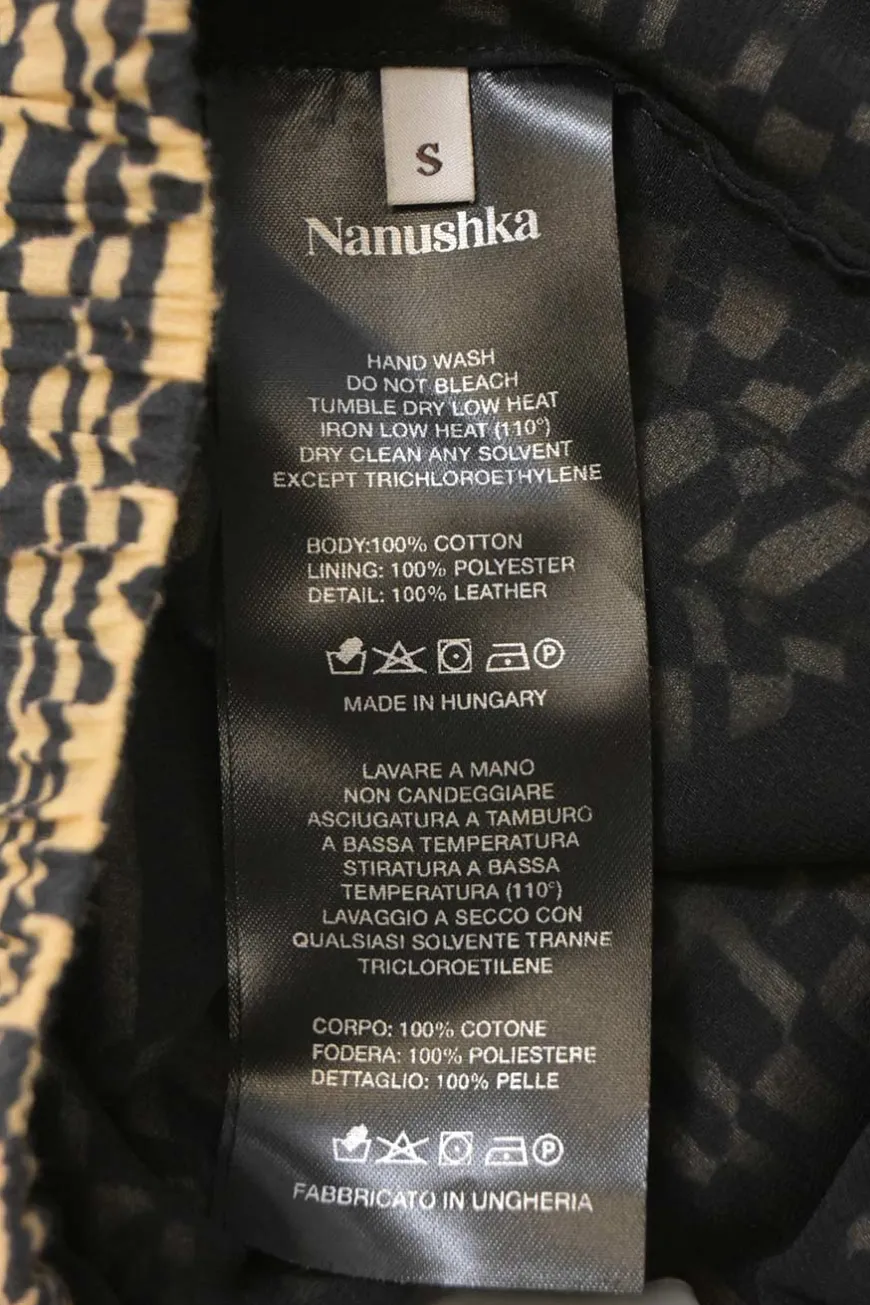 S
Nanushka
HAND WASH
DO NOT BLEACH
TUMBLE DRY LOW HEAT
IRON LOW HEAT (110°)
DRY CLEAN ANY SOLVENT
EXCEPT TRICHLOROETHYLENE
BODY:100% COTTON
LINING: 100% POLYESTER
DETAIL: 100% LEATHER
P
MADE IN HUNGARY
LAVARE A MANO
NON CANDEGGIARE
ASCIUGATURA A TAMBURO
A BASSA TEMPERATURA
STIRATURA A BASSA
TEMPERATURA (110°)
LAVAGGIO A SECCO CON
QUALSIASI SOLVENTE TRANNE
TRICLOROETILENE
CORPO: 100% COTONE
FODERA: 100% POLIESTERE
DETTAGLIO: 100% PELLE
P
FABBRICATO IN UNGHERIA